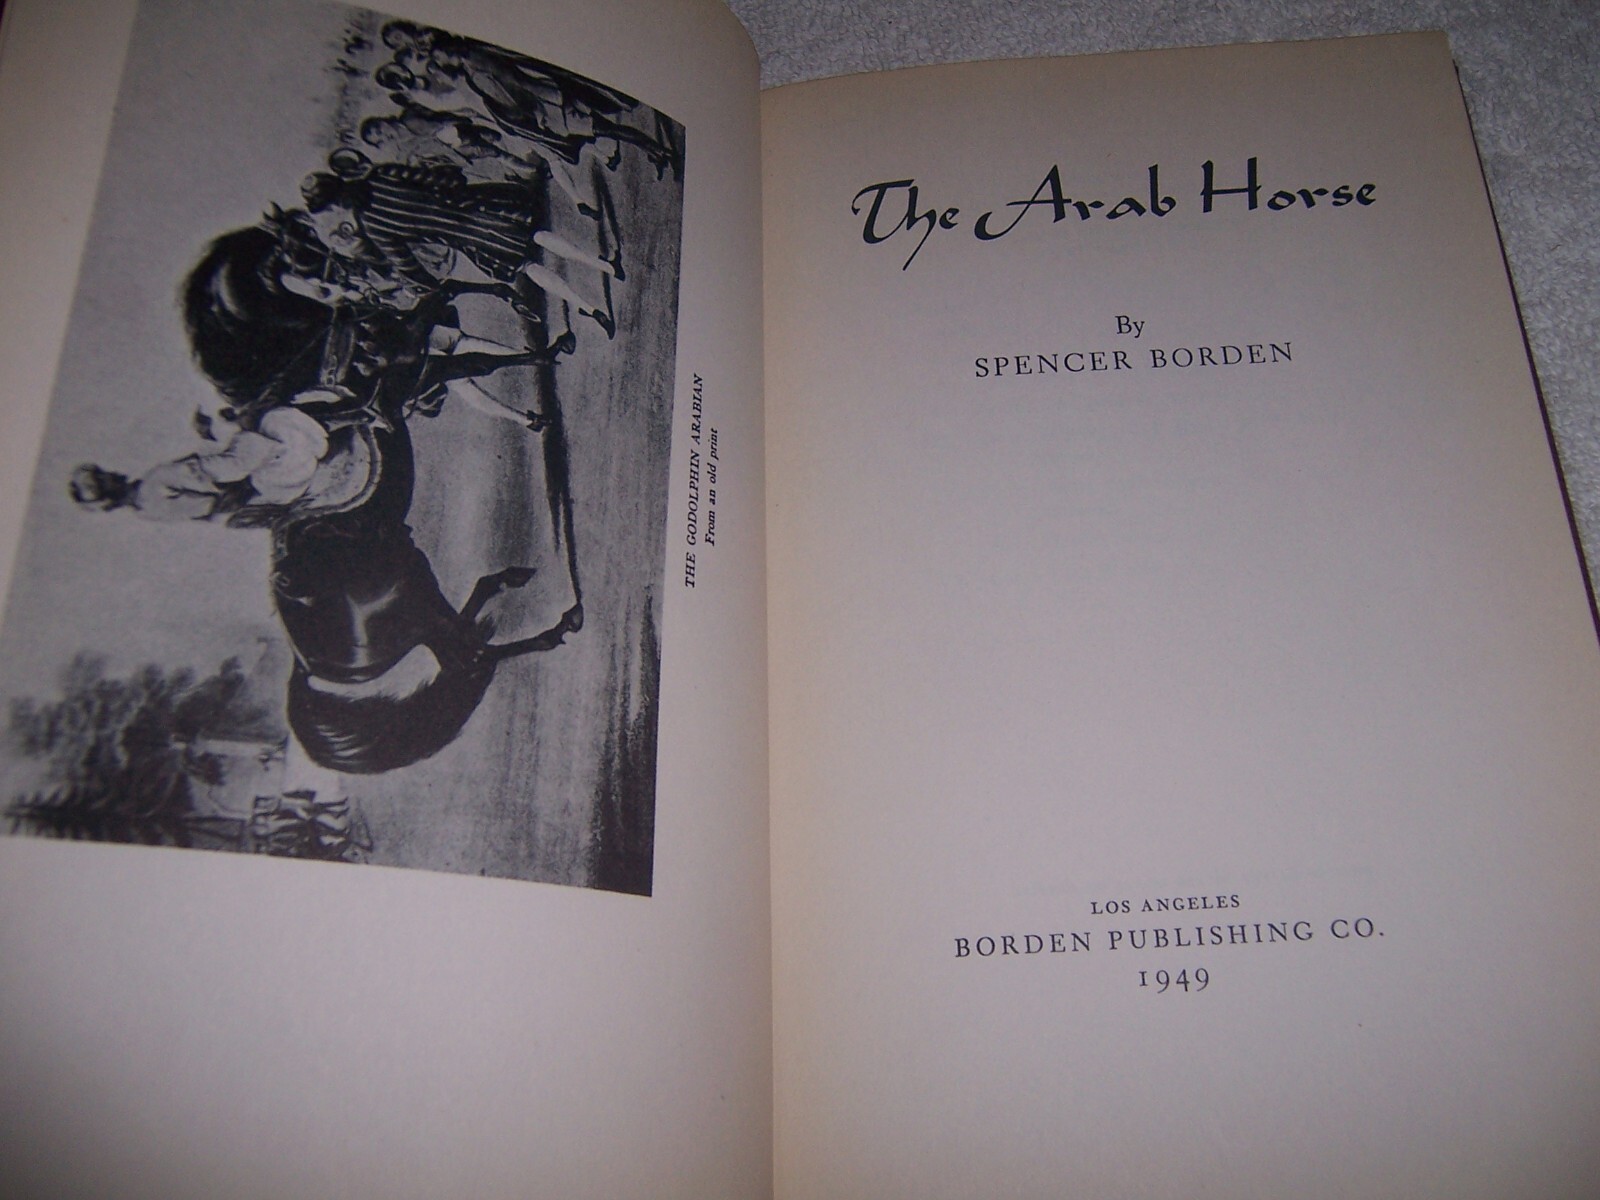 THE GODOLPHIN ARABIAN
From an old print
The Arab Horse
By
SPENCER BORDEN
LOS ANGELES
BORDEN PUBLISHING CO.
1949